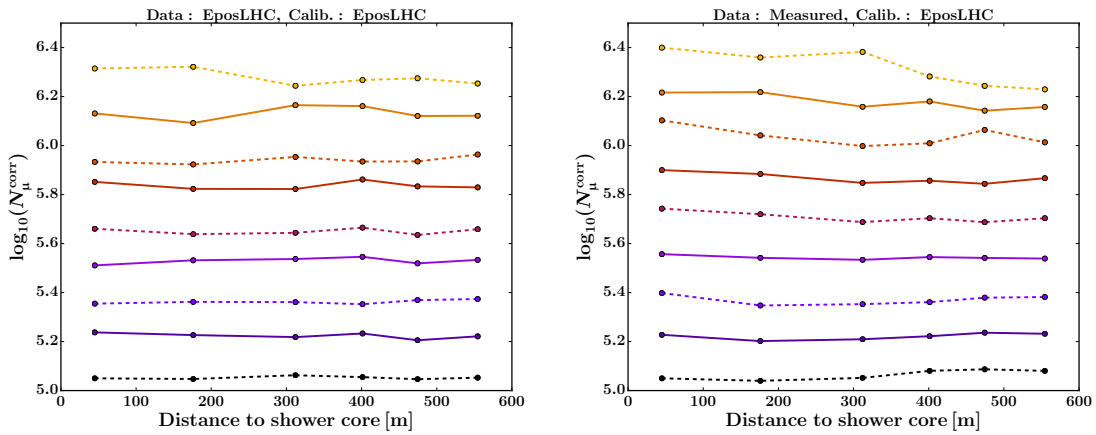 Data : EposLHC, Calib. : EposLHC
log₁₀(N_μ^corr)
6.4
6.2
6.0
5.8
5.6
5.4
5.2
5.0
0 100 200 300 400 500 600
Distance to shower core [m]
Data : Measured, Calib. : EposLHC
log₁₀(N_μ^corr)
6.4
6.2
6.0
5.8
5.6
5.4
5.2
5.0
0 100 200 300 400 500 600
Distance to shower core [m]